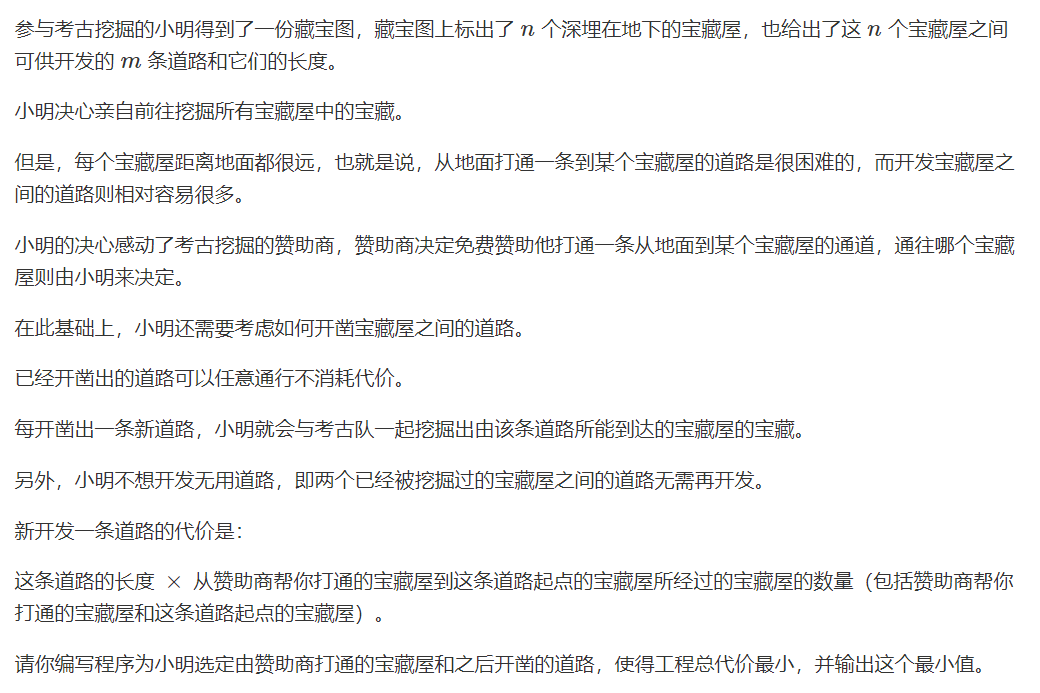 参与考古挖掘的小明得到了一份藏宝图，藏宝图上标出了 n 个深埋在地下的宝藏屋，也给出了这 n 个宝藏屋之间
可供开发的 m 条道路和它们的长度。
小明决心亲自前往挖掘所有宝藏屋中的宝藏。
但是，每个宝藏屋距离地面都很远，也就是说，从地面打通一条到某个宝藏屋的道路是很困难的，而开发宝藏屋之
间的道路则相对容易很多。
小明的决心感动了考古挖掘的赞助商，赞助商决定免费赞助他打通一条从地面到某个宝藏屋的通道，通往哪个宝藏
屋则由小明来决定。
在此基础上，小明还需要考虑如何开凿宝藏屋之间的道路。
已经开凿出的道路可以任意通行不消耗代价。
每开凿出一条新道路，小明就会与考古队一起挖掘出由该条道路所能到达的宝藏屋的宝藏。
另外，小明不想开发无用道路，即两个已经被挖掘过的宝藏屋之间的道路无需再开发。
新开发一条道路的代价是：
这条道路的长度 × 从赞助商帮你打通的宝藏屋到这条道路起点的宝藏屋所经过的宝藏屋的数量（包括赞助商帮你
打通的宝藏屋和这条道路起点的宝藏屋）。
请你编写程序为小明选定由赞助商打通的宝藏屋和之后开凿的道路，使得工程总代价最小，并输出这个最小值。